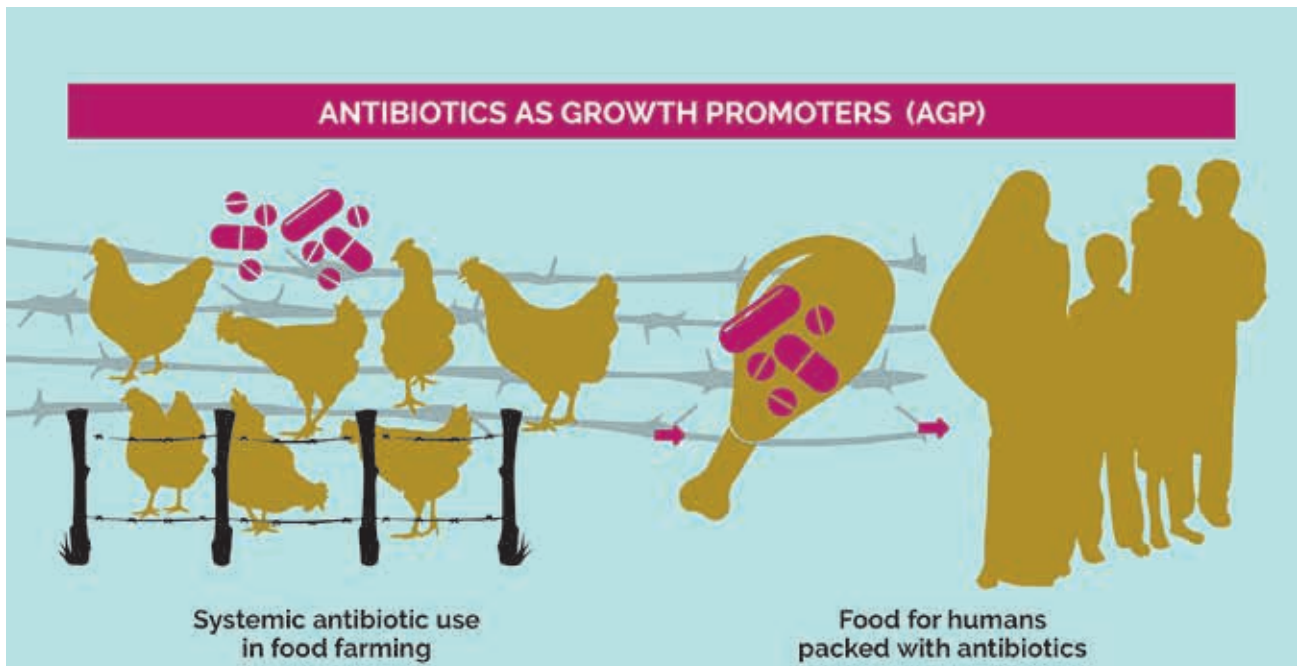 ANTIBIOTICS AS GROWTH PROMOTERS (AGP)
Systemic antibiotic use
in food farming
Food for humans
packed with antibiotics